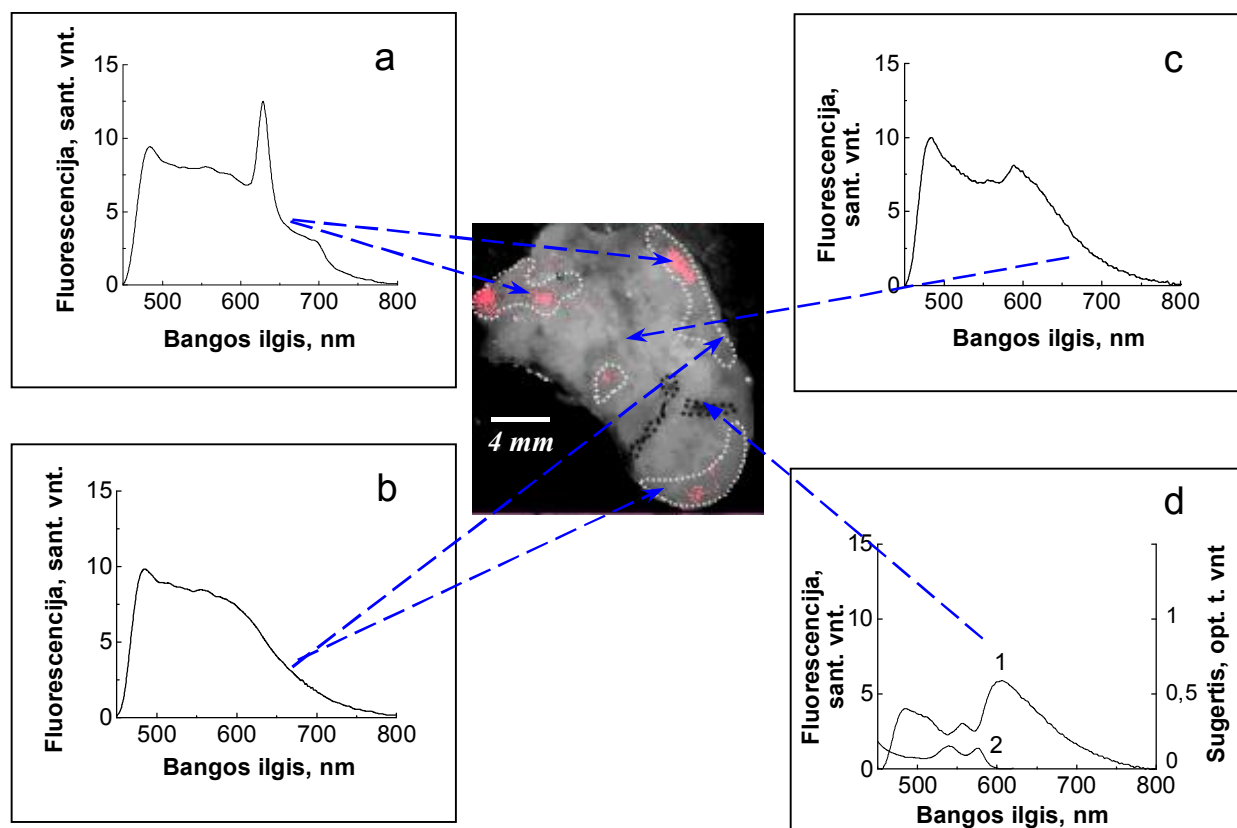 a
Fluorescencija, sant. vnt.
15
10
5
0
500 600 700 800
Bangos ilgis, nm
c
Fluorescencija,
sant. vnt.
15
10
5
0
500 600 700 800
Bangos ilgis, nm
4 mm
b
Fluorescencija, sant. vnt.
15
10
5
0
500 600 700 800
Bangos ilgis, nm
d
Fluorescencija,
sant. vnt.
15
10
5
0
1
2
1
0,5
0
Sugertis, opt. t. vnt
500 600 700 800
Bangos ilgis, nm